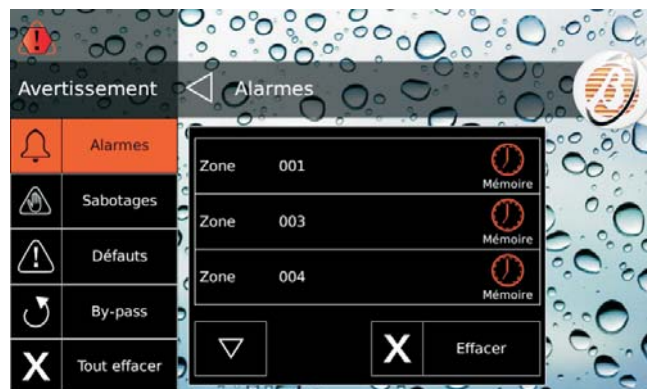 Avertissement
Alarmes
Alarmes
Sabotages
Défauts
By-pass
X Tout effacer
Zone 001
Mémoire
Zone 003
Mémoire
Zone 004
Mémoire
X Effacer